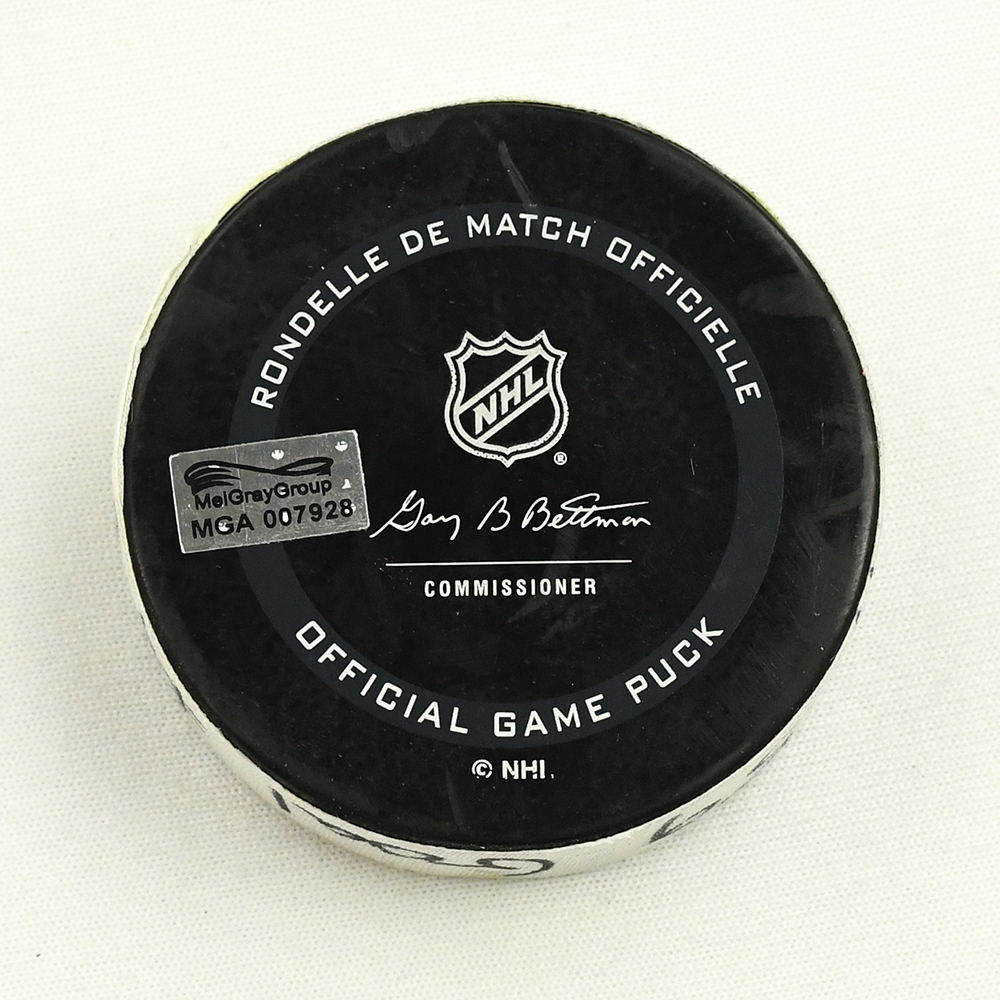 RONDELLE DE MATCH OFFICIELLE
NHL
®
MeiGrayGroup
MGA 007928
Gary B Bettman
COMMISSIONER
OFFICIAL GAME PUCK
© NHL